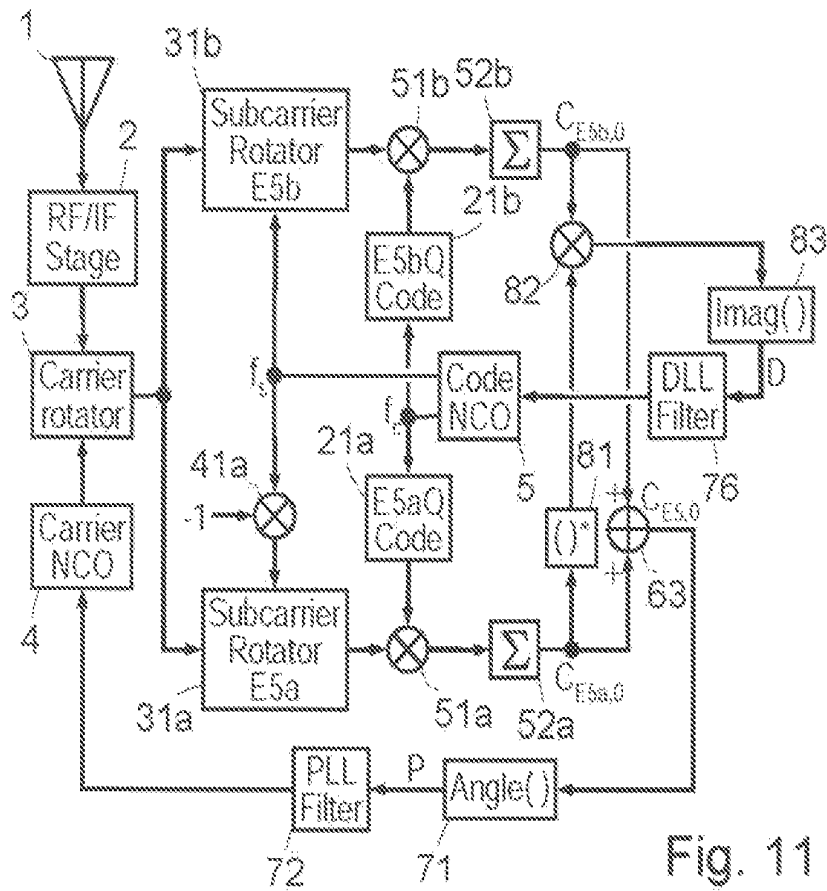 1
31b
52b
51b
Subcarrier
Rotator
E5b
Σ
C_E5b,0
2
RF/IF
Stage
21b
E5bQ
Code
82
83
Imag( )
3
Carrier
rotator
f_s
f_c
Code
NCO
D
DLL
Filter
41a
21a
5
81
76
-1
E5aQ
Code
+
C_E5,0
Carrier
NCO
( )*
+
63
4
Subcarrier
Rotator
E5a
Σ
C_E5a,0
31a
51a
52a
PLL
Filter
P
Angle( )
72
71
Fig. 11